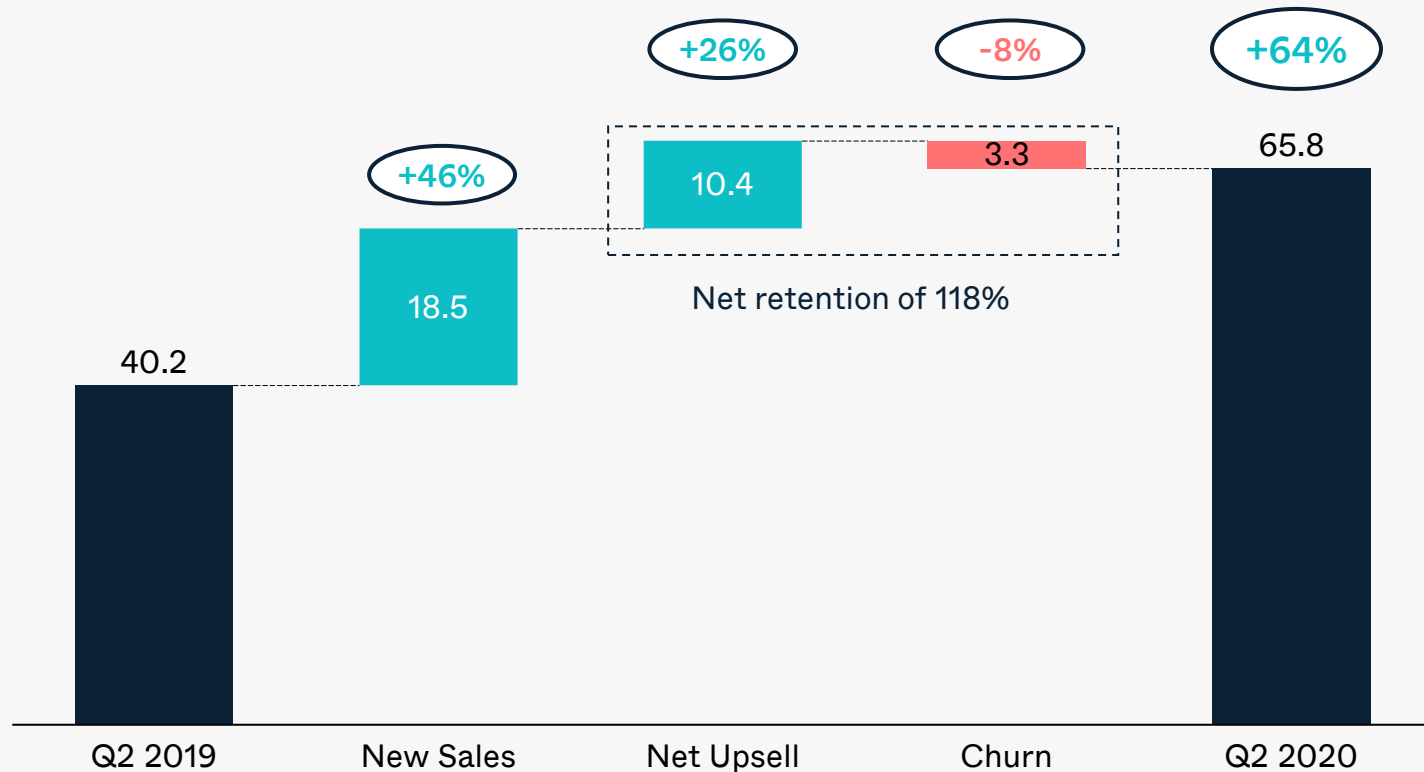 +26%
-8%
+64%
+46%
10.4
3.3
65.8
18.5
Net retention of 118%
40.2
Q2 2019
New Sales
Net Upsell
Churn
Q2 2020